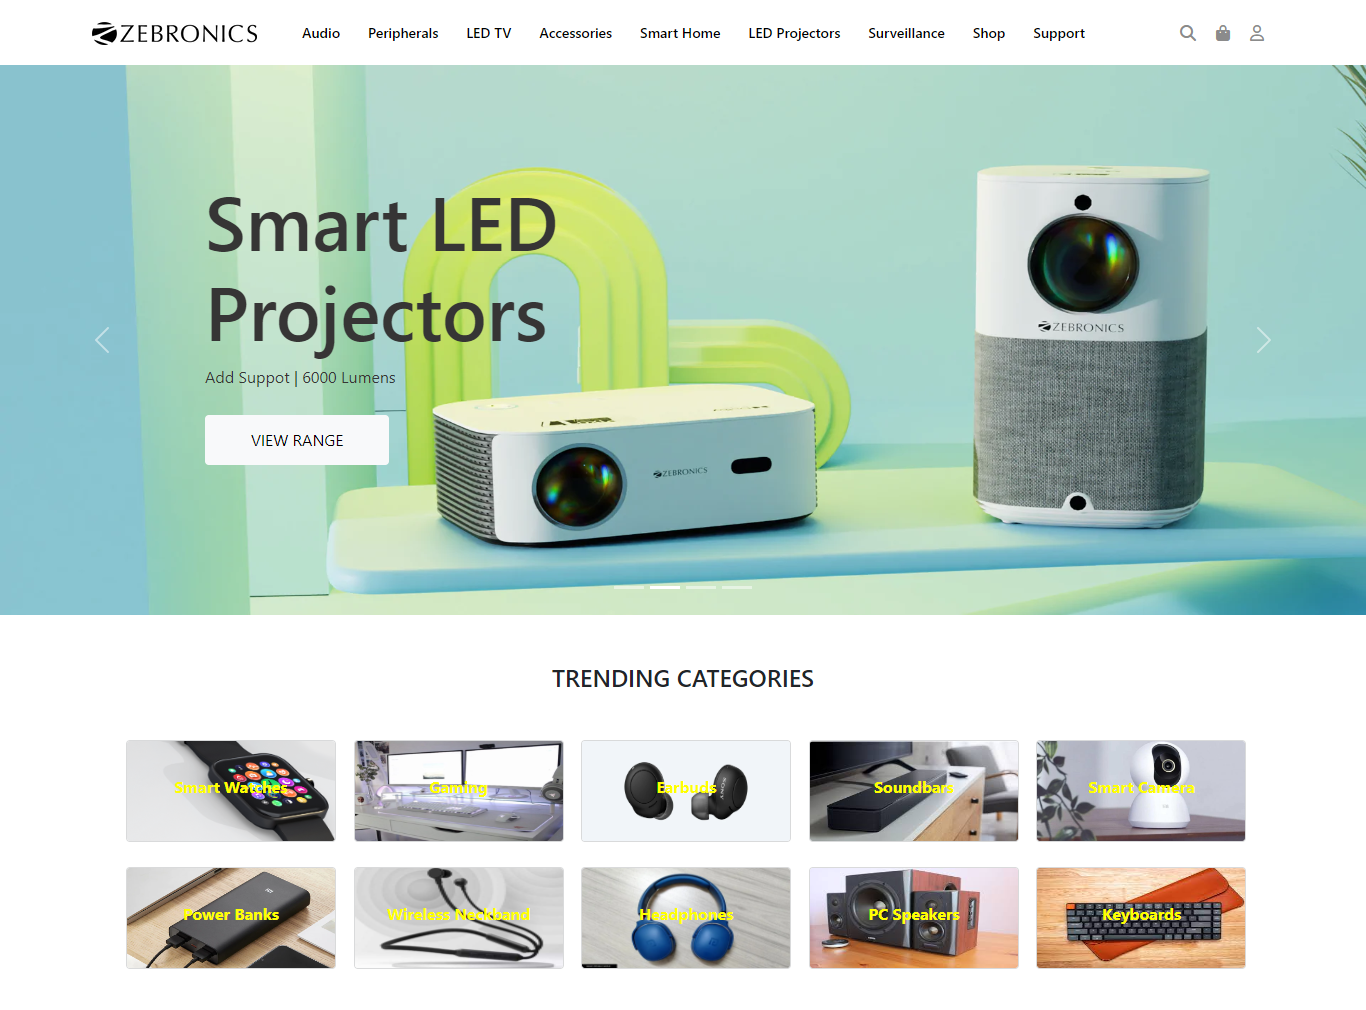 ZEBRONICS
Audio
Peripherals
LED TV
Accessories
Smart Home
LED Projectors
Surveillance
Shop
Support
Smart LED
Projectors
Add Suppot | 6000 Lumens
VIEW RANGE
ZEBRONICS
ZEBRONICS
TRENDING CATEGORIES
Smart Watches
Gaming
Earbuds
SONY
Soundbars
Smart Camera
Power Banks
Wireless Neckband
Headphones
PC Speakers
Keyboards